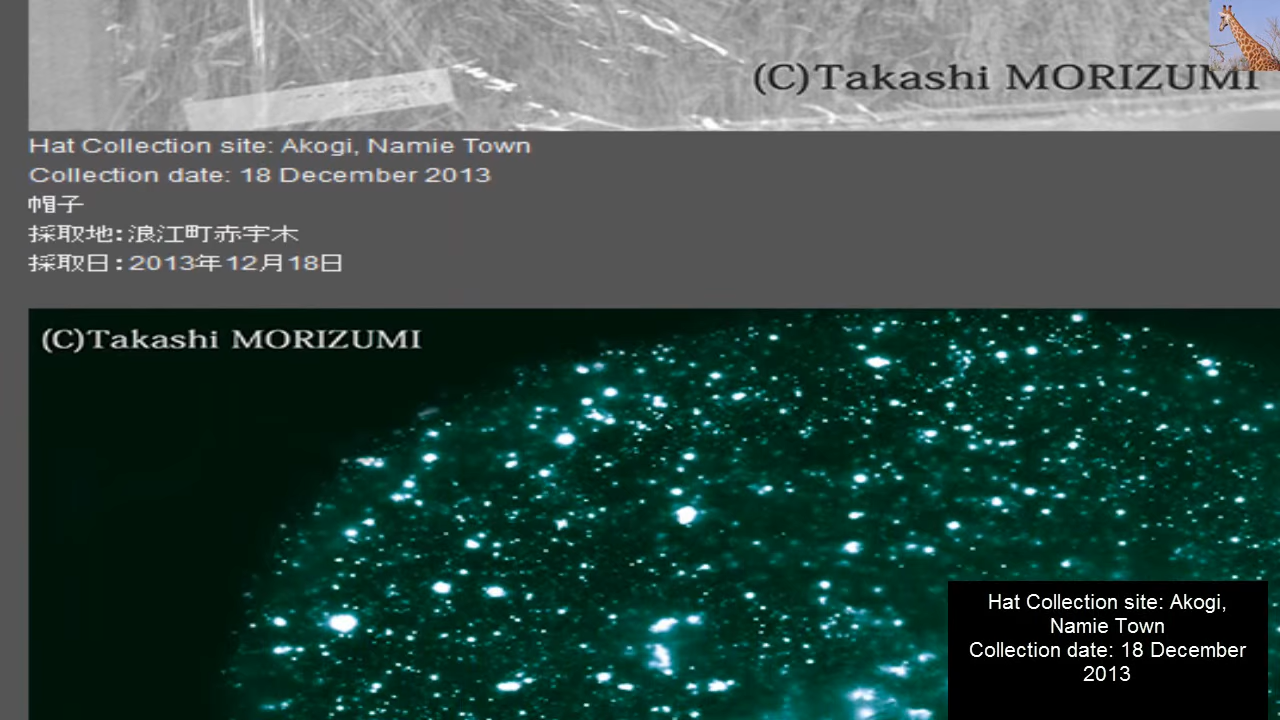 (C)Takashi MORIZUMI
Hat Collection site: Akogi, Namie Town
Collection date: 18 December 2013
帽子
採取地:浪江町赤宇木
採取日:2013年12月18日
(C)Takashi MORIZUMI
Hat Collection site: Akogi,
Namie Town
Collection date: 18 December
2013